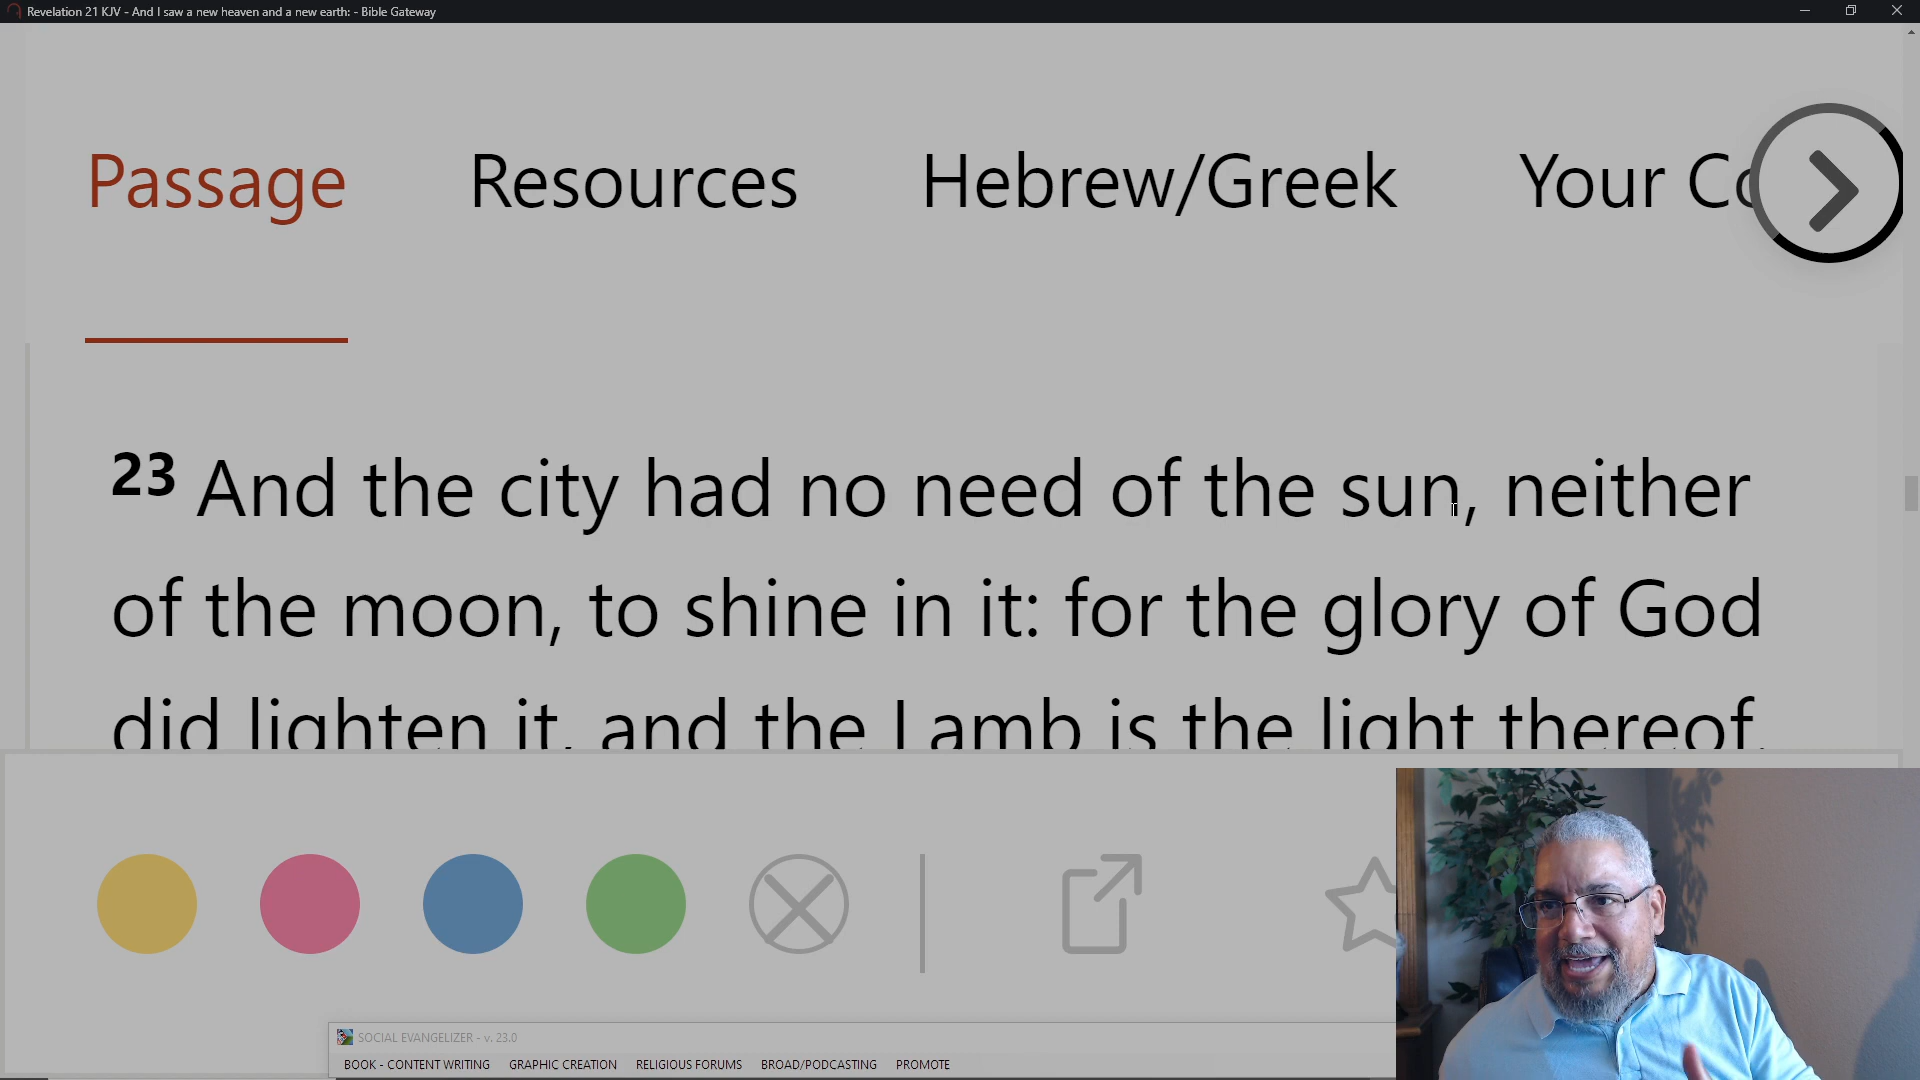 Revelation 21 KJV - And I saw a new heaven and a new earth: - Bible Gateway
Passage Resources Hebrew/Greek Your Co
23 And the city had no need of the sun, neither
of the moon, to shine in it: for the glory of God
did lighten it, and the Lamb is the light thereof.
SOCIAL EVANGELIZER - v. 23.0
BOOK - CONTENT WRITING GRAPHIC CREATION RELIGIOUS FORUMS BROAD/PODCASTING PROMOTE